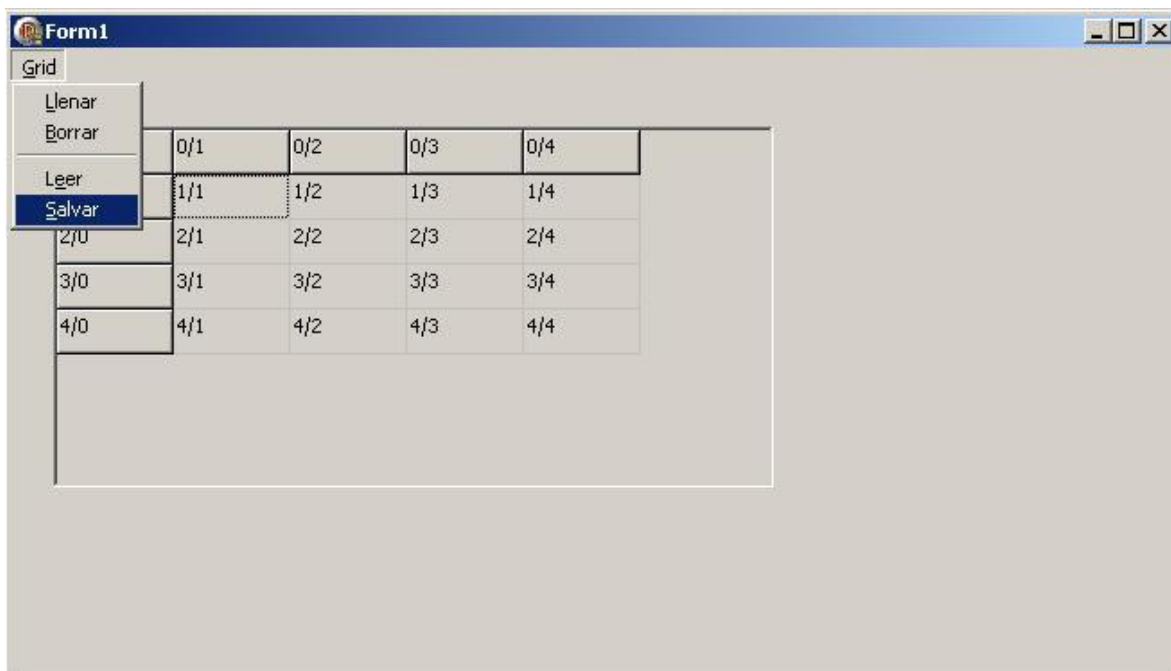 Form1
Grid
Llenar
Borrar
Leer
Salvar
0/1 0/2 0/3 0/4
1/1 1/2 1/3 1/4
2/0 2/1 2/2 2/3 2/4
3/0 3/1 3/2 3/3 3/4
4/0 4/1 4/2 4/3 4/4